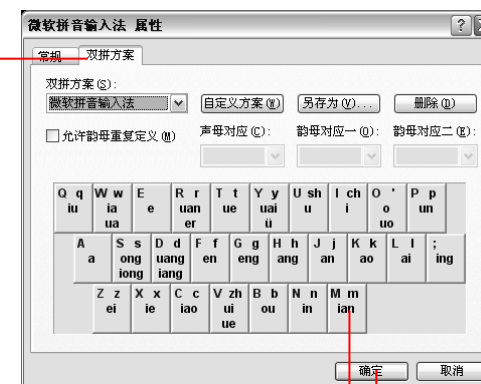 微软拼音输入法 属性 ?
常规 双拼方案
双拼方案(S):
微软拼音输入法 自定义方案(W) 另存为(V)... 删除(D)
允许韵母重复定义(M) 声母对应(C): 韵母对应一(O): 韵母对应二(E):
Q q W w E R r T t Y y U sh I ch O ' P p
iu ia e uan ue uai u i o un
ua er ü uo
A S s D d F f G g H h J j K k L l ;
a ong uang en eng ang an ao ai ing
iong iang
Z z X x C c V zh B b N n M m
ei ie iao ui ou in ian
ue
确定 取消